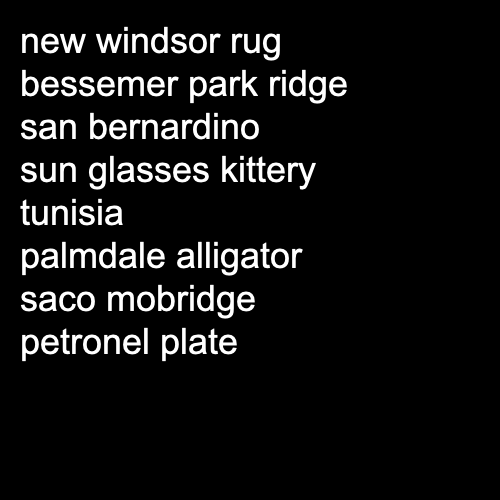 new windsor rug
bessemer park ridge
san bernardino
sun glasses kittery
tunisia
palmdale alligator
saco mobridge
petronel plate